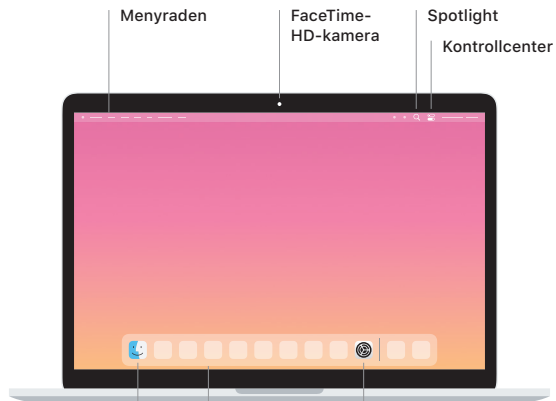 Menyraden
FaceTime-
HD-kamera
Spotlight
Kontrollcenter